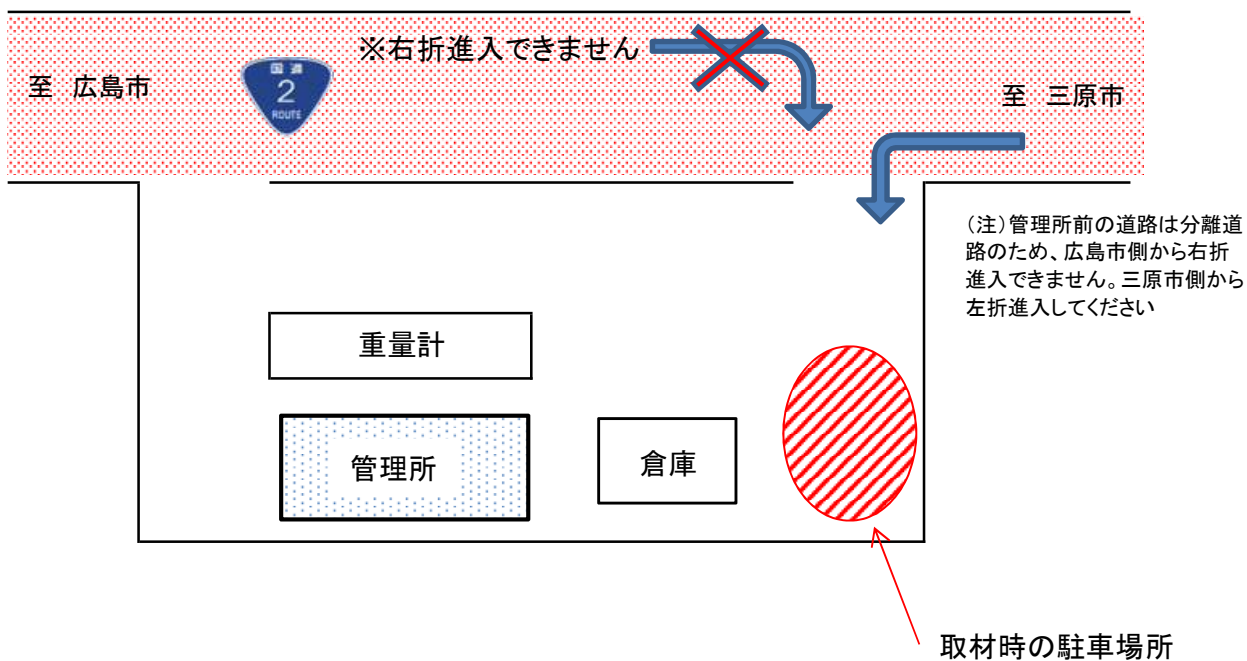 ※右折進入できません
至 広島市
国道
2
ROUTE
至 三原市
(注)管理所前の道路は分離道
路のため、広島市側から右折
進入できません。三原市側から
左折進入してください
重量計
管理所
倉庫
取材時の駐車場所